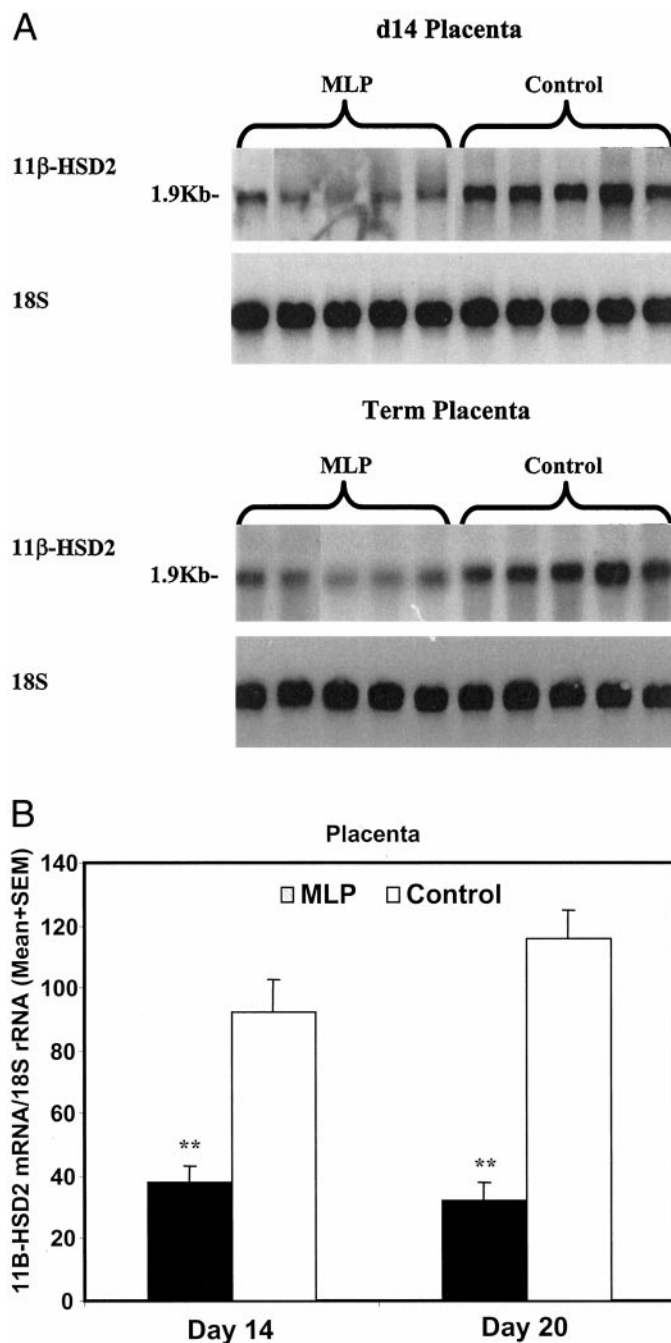 A
d14 Placenta
MLP Control
11β-HSD2
1.9Kb-
18S
Term Placenta
MLP Control
11β-HSD2
1.9Kb-
18S
B
Placenta
11B-HSD2 mRNA/18S rRNA (Mean+SEM)
140
120
100
80
60
40
20
0
MLP Control
**
**
Day 14 Day 20